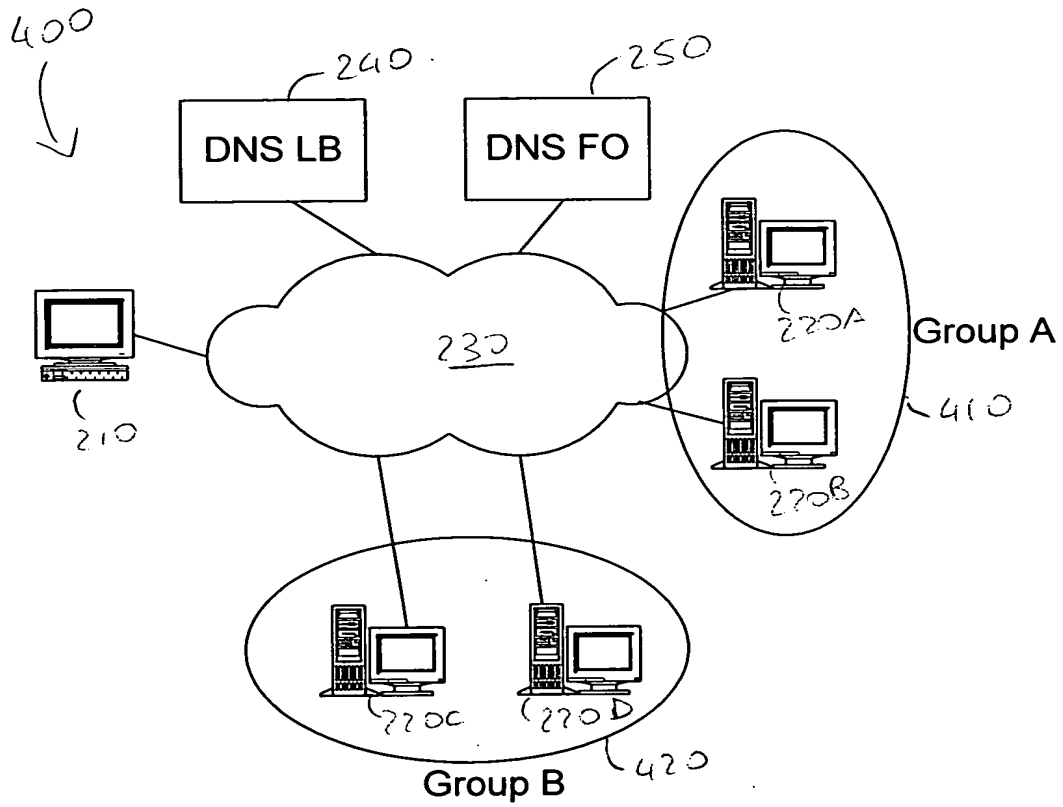 400
240.
250
DNS LB
DNS FO
220A
Group A
230
210
410
220B
220C
220D
420
Group B